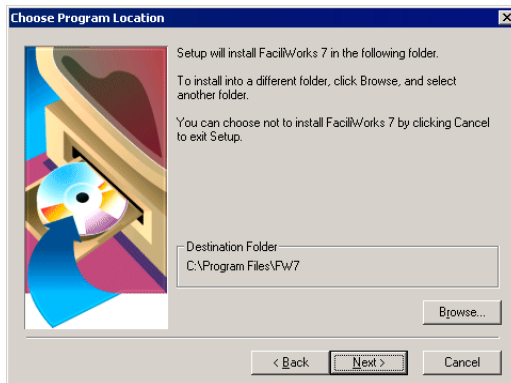 Choose Program Location
Setup will install FaciliWorks 7 in the following folder.
To install into a different folder, click Browse, and select
another folder.
You can choose not to install FaciliWorks 7 by clicking Cancel
to exit Setup.
Destination Folder
C:\Program Files\FW7
Browse...
< Back Next > Cancel